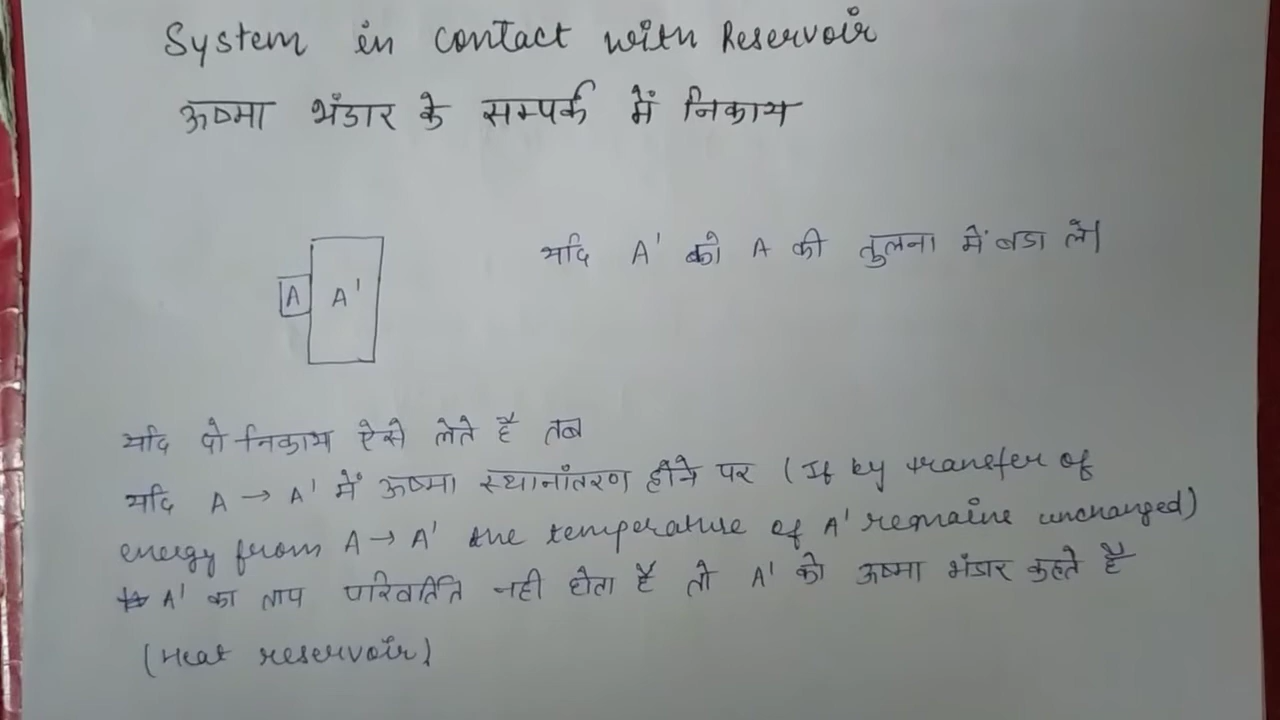 System in contact with Reservoir
ऊष्मा भंडार के सम्पर्क में निकाय
यदि A' को A की तुलना में बडा लें।
A A'
यदि दो निकाय ऐसे लेते है तब
यदि A → A' में ऊष्मा स्थानांतरण होने पर (If by transfer of
energy from A → A' the temperature of A' remains unchanged)
A' का ताप परिवर्तित नही होता है तो A' को ऊष्मा भंडार कहते है
(Heat reservoir)